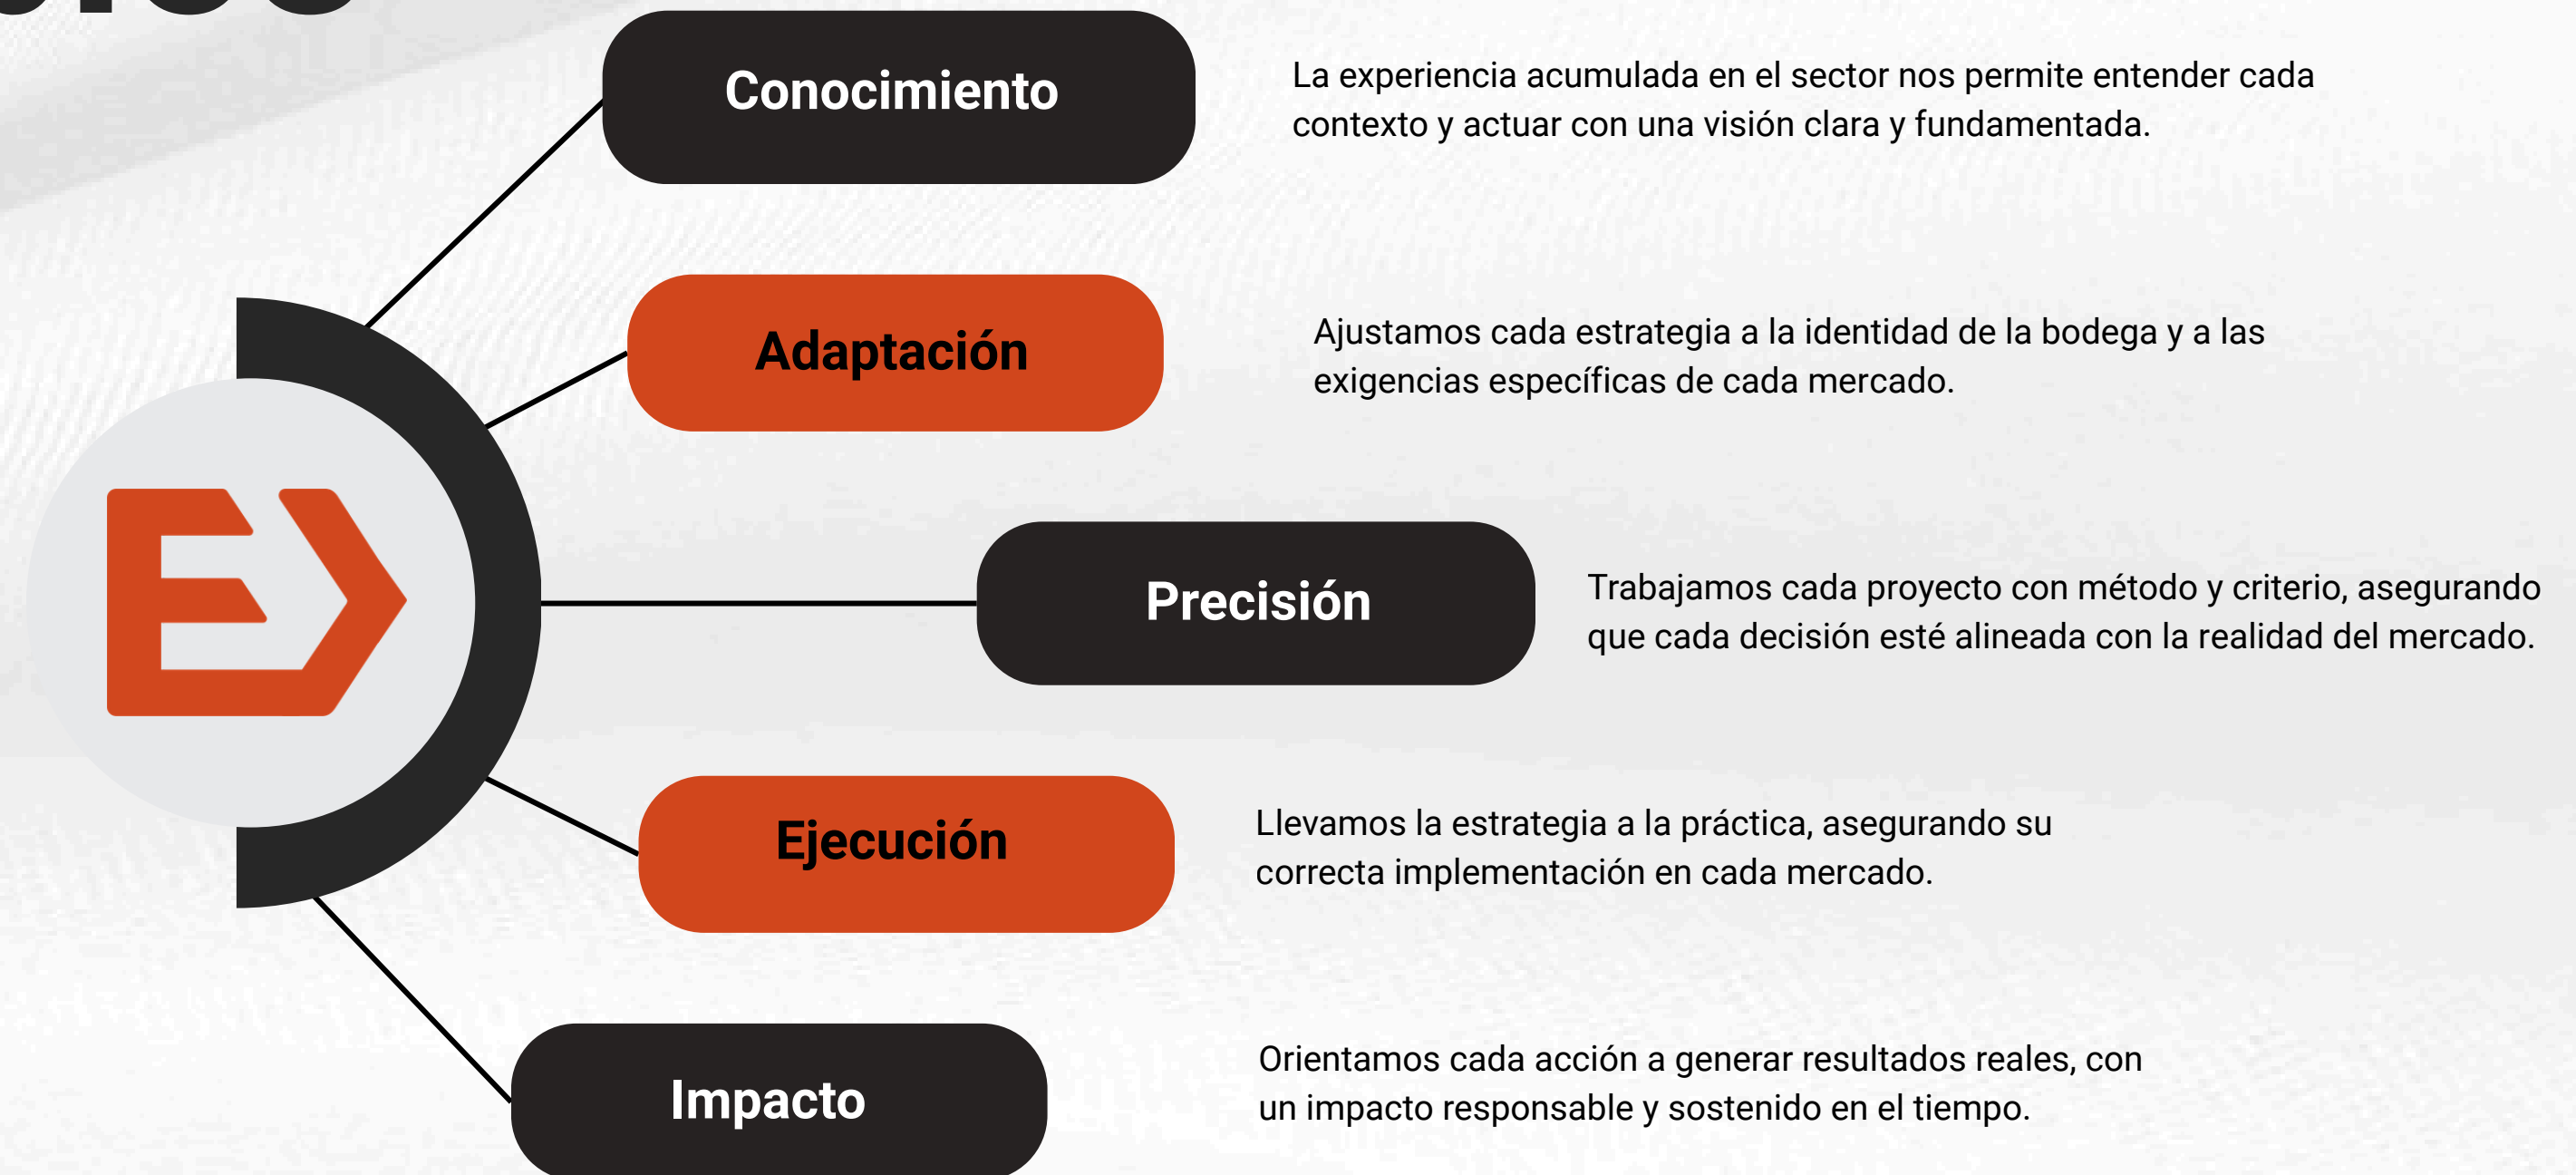 Conocimiento
La experiencia acumulada en el sector nos permite entender cada
contexto y actuar con una visión clara y fundamentada.
Adaptación
Ajustamos cada estrategia a la identidad de la bodega y a las
exigencias específicas de cada mercado.
Precisión
Trabajamos cada proyecto con método y criterio, asegurando
que cada decisión esté alineada con la realidad del mercado.
Ejecución
Llevamos la estrategia a la práctica, asegurando su
correcta implementación en cada mercado.
Impacto
Orientamos cada acción a generar resultados reales, con
un impacto responsable y sostenido en el tiempo.